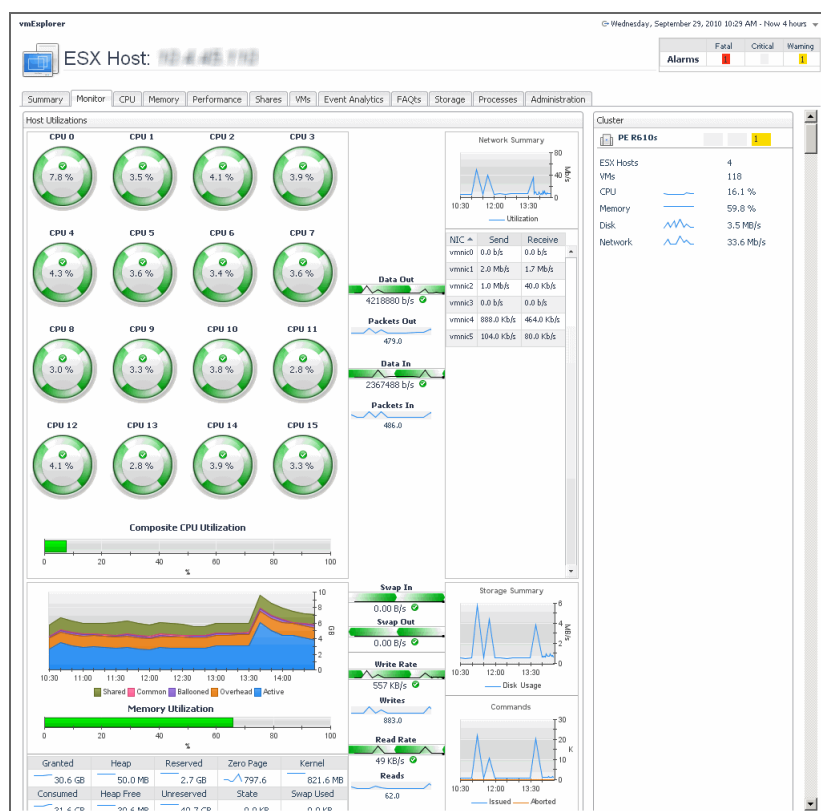 vmExplorer
Wednesday, September 29, 2010 10:29 AM - Now 4 hours
ESX Host:
Fatal Critical Warning
Alarms 1 1
Summary Monitor CPU Memory Performance Shares VMs Event Analytics FAQts Storage Processes Administration
Host Utilizations
CPU 0 CPU 1 CPU 2 CPU 3
7.8 % 3.5 % 4.1 % 3.9 %
CPU 4 CPU 5 CPU 6 CPU 7
4.3 % 3.6 % 3.4 % 3.6 %
CPU 8 CPU 9 CPU 10 CPU 11
3.0 % 3.3 % 3.8 % 2.8 %
CPU 12 CPU 13 CPU 14 CPU 15
4.1 % 2.8 % 3.9 % 3.3 %
Composite CPU Utilization
0 20 40 60 80 100
%
Data Out
4218880 b/s
Packets Out
479.0
Data In
2367488 b/s
Packets In
486.0
Network Summary
80
40
0
Mb/s
10:30 12:00 13:30
Utilization
NIC Send Receive
vmnic0 0.0 b/s 0.0 b/s
vmnic1 2.0 Mb/s 1.7 Mb/s
vmnic2 1.0 Mb/s 40.0 Kb/s
vmnic3 0.0 b/s 0.0 b/s
vmnic4 888.0 Kb/s 464.0 Kb/s
vmnic5 104.0 Kb/s 80.0 Kb/s
Cluster
PE R610s 1
ESX Hosts 4
VMs 118
CPU 16.1 %
Memory 59.8 %
Disk 3.5 MB/s
Network 33.6 Mb/s
10
8
6
4
2
0
GB
10:30 11:00 11:30 12:00 12:30 13:00 13:30 14:00
Shared Common Ballooned Overhead Active
Memory Utilization
0 20 40 60 80 100
%
Swap In
0.00 B/s
Swap Out
0.00 B/s
Write Rate
557 KB/s
Writes
883.0
Read Rate
49 KB/s
Reads
62.0
Storage Summary
6
4
2
0
MB/s
10:30 12:00 13:30
Disk Usage
Commands
30
20
10
0
K
10:30 12:00 13:30
Issued Aborted
Granted Heap Reserved Zero Page Kernel
30.6 GB 50.0 MB 2.7 GB 797.6 821.6 MB
Consumed Heap Free Unreserved State Swap Used